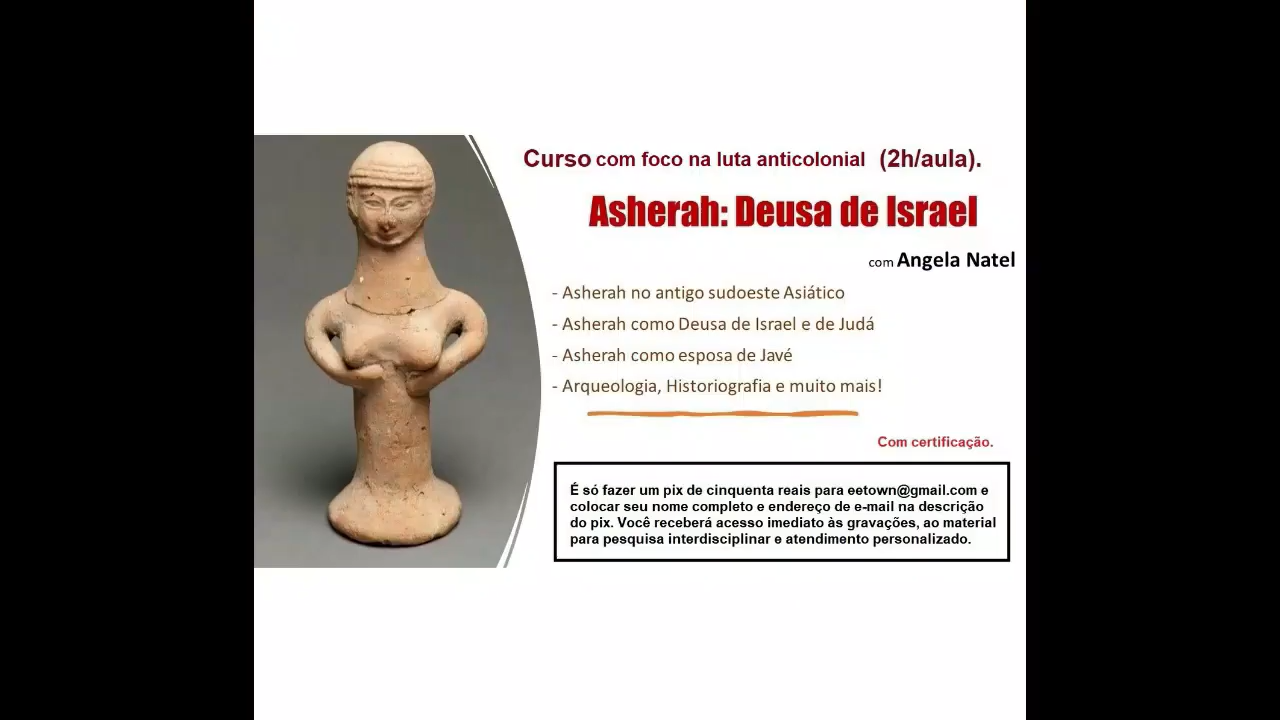 Curso com foco na luta anticolonial (2h/aula).
Asherah: Deusa de Israel
com Angela Natel
- Asherah no antigo sudoeste Asiático
- Asherah como Deusa de Israel e de Judá
- Asherah como esposa de Javé
- Arqueologia, Historiografia e muito mais!
Com certificação.
É só fazer um pix de cinquenta reais para eetown@gmail.com e
colocar seu nome completo e endereço de e-mail na descrição
do pix. Você receberá acesso imediato às gravações, ao material
para pesquisa interdisciplinar e atendimento personalizado.